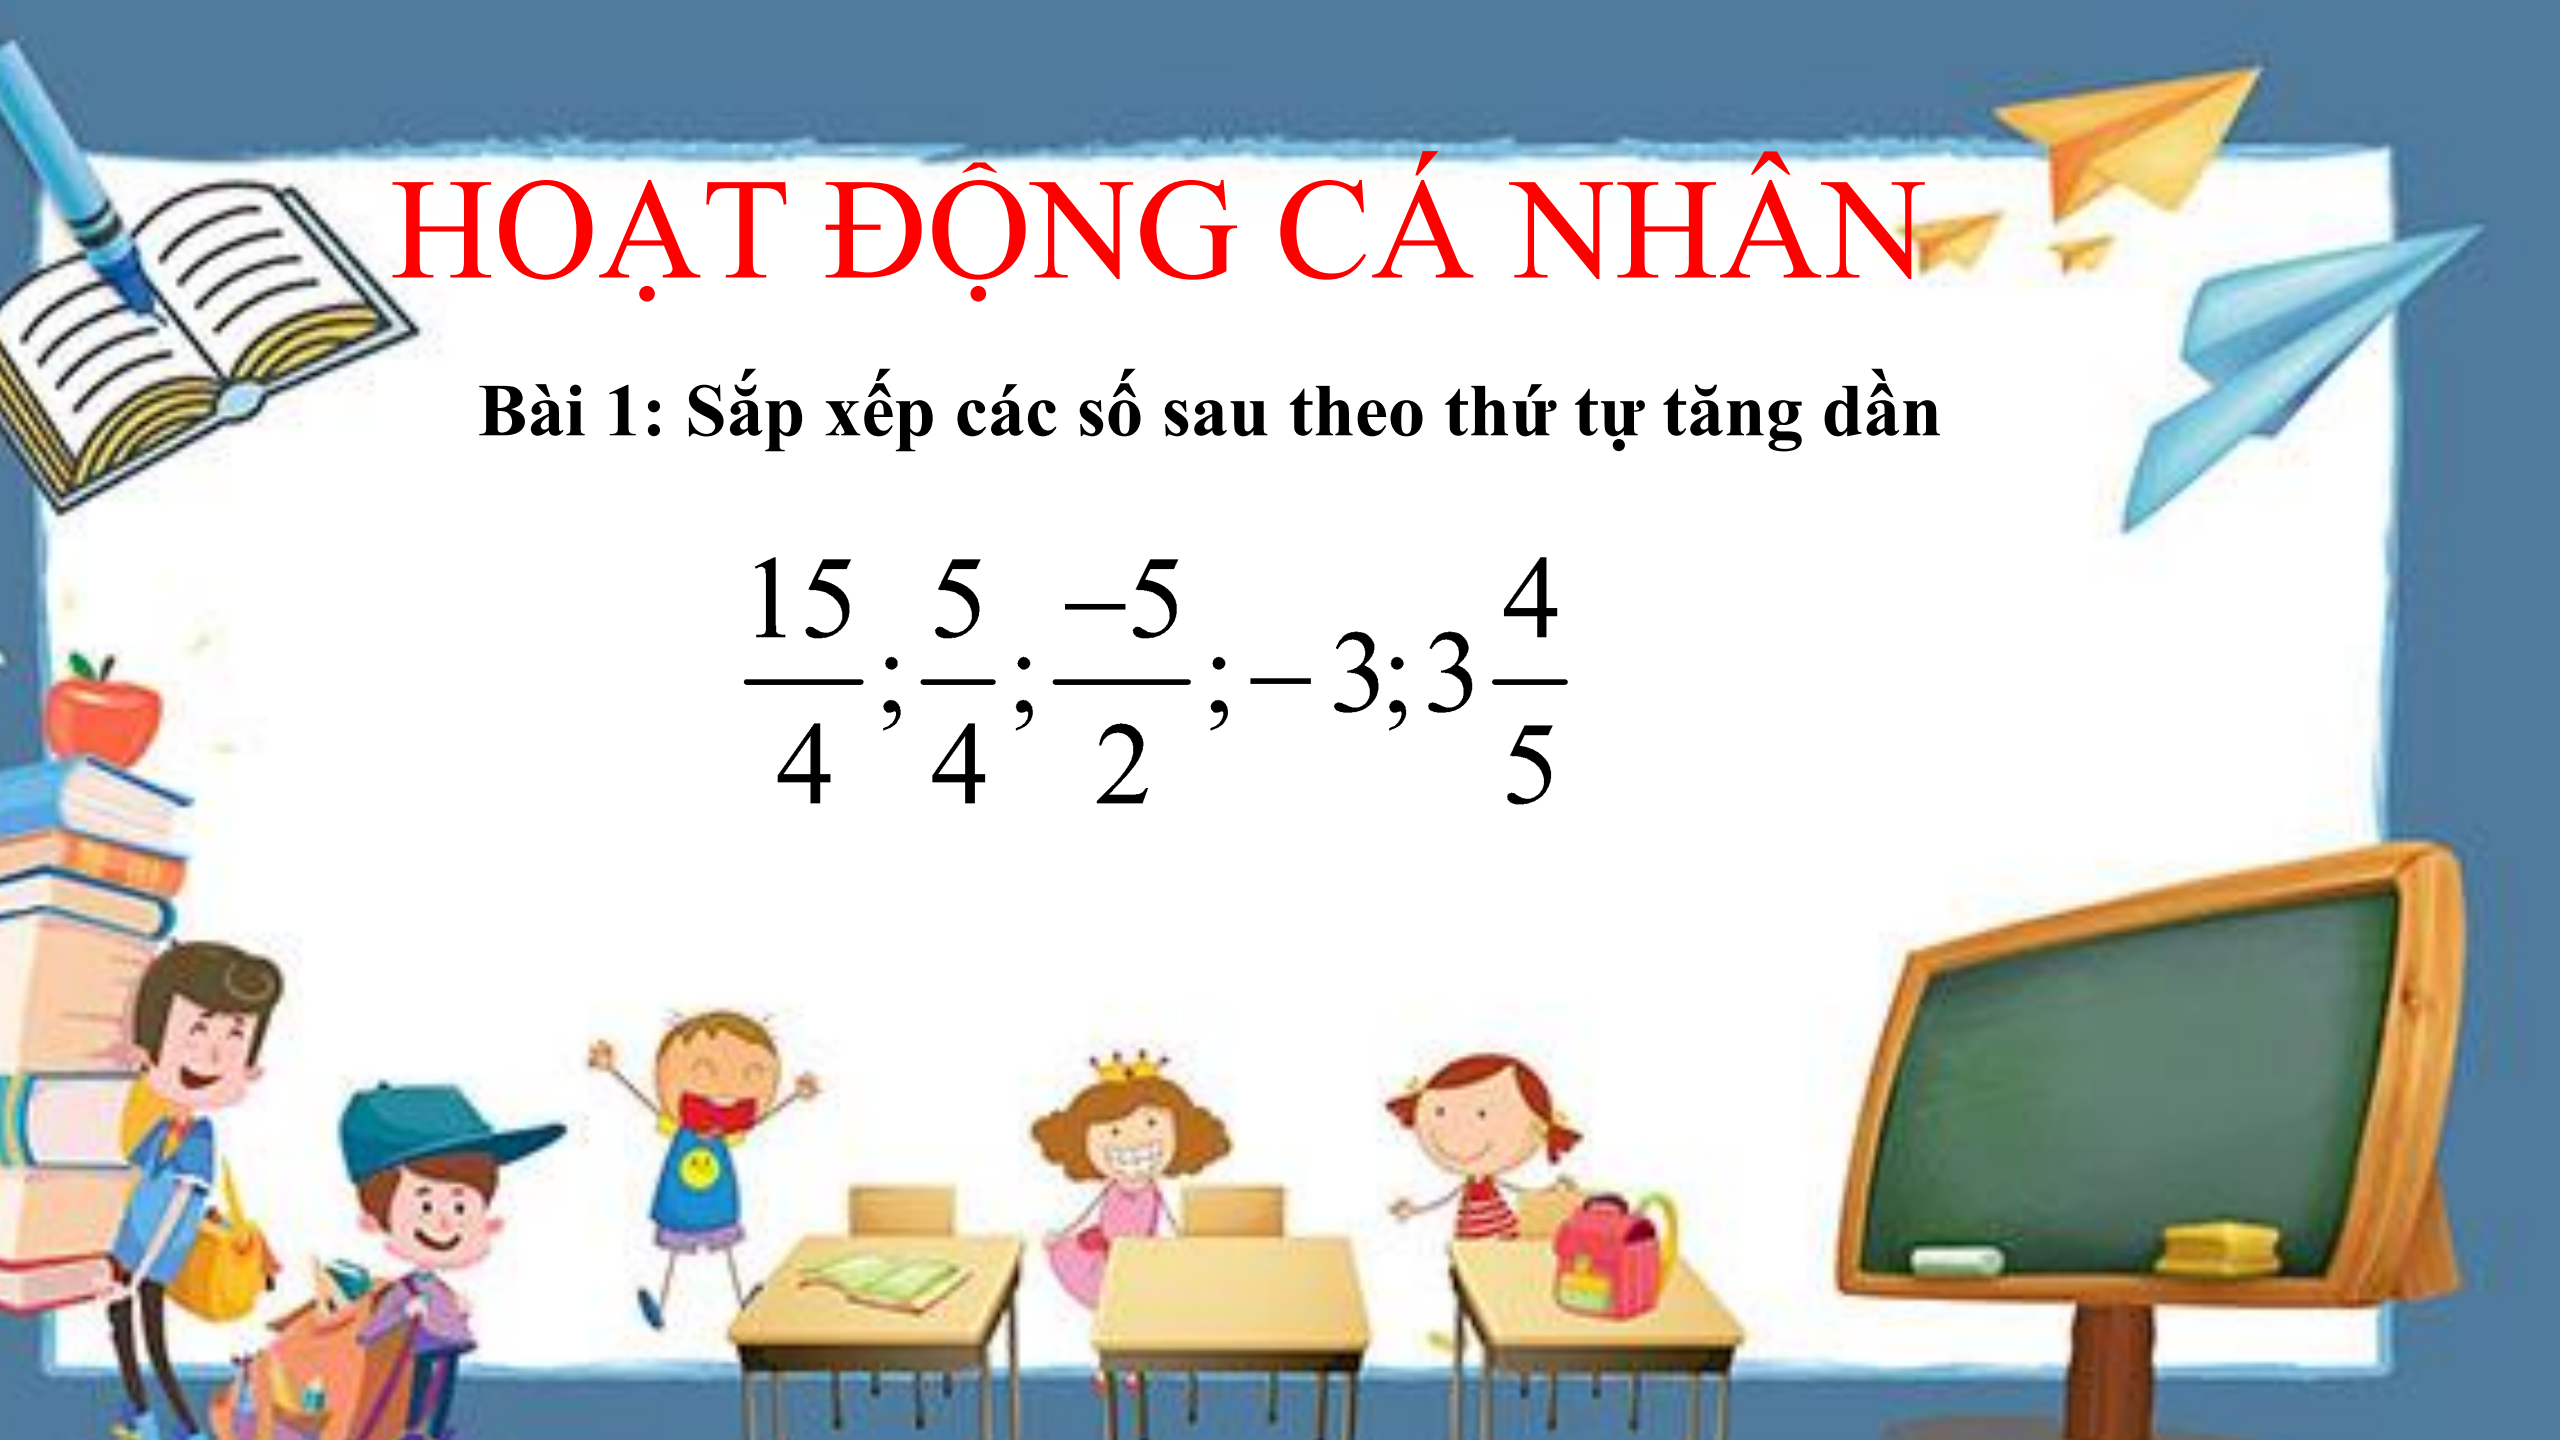 HOẠT ĐỘNG CÁ NHÂN
Bài 1: Sắp xếp các số sau theo thứ tự tăng dần
15/4 ; 5/4 ; –5/2 ; – 3; 3 4/5